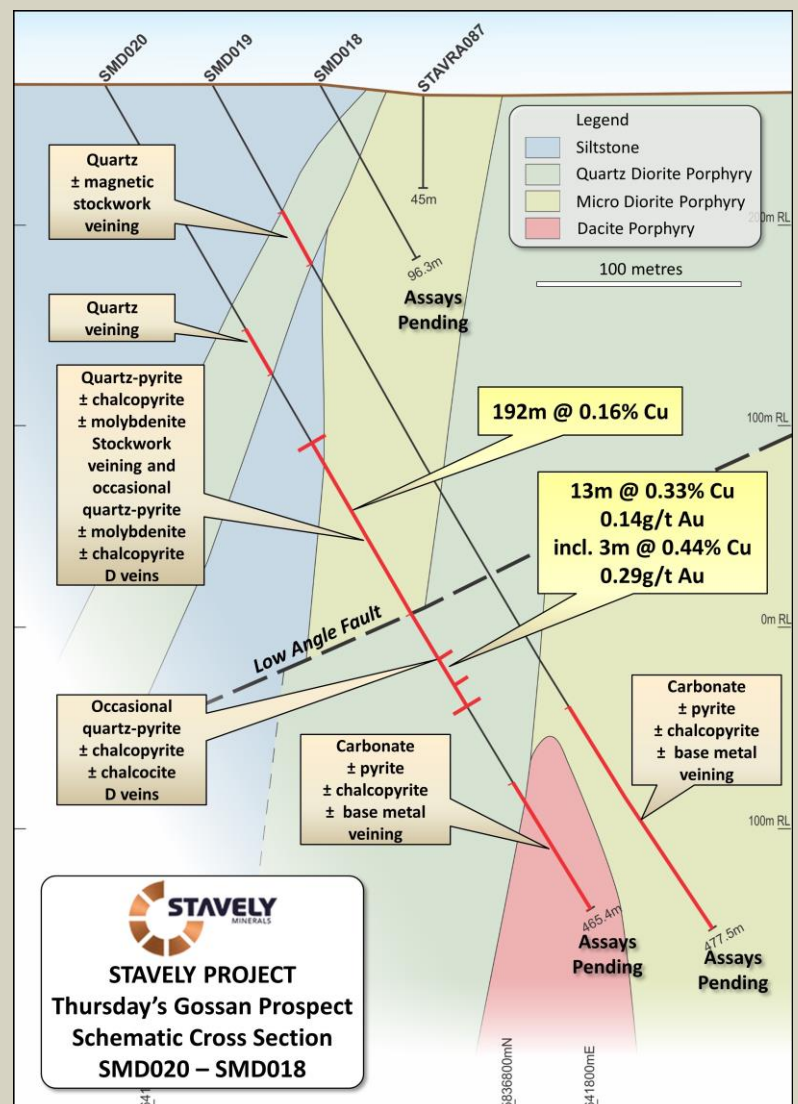 SMD020
SMD019
SMD018
STAVRA087
Legend
Siltstone
Quartz Diorite Porphyry
Micro Diorite Porphyry
Dacite Porphyry
200m RL
100 metres
Quartz
± magnetic
stockwork
veining
45m
96.3m
Assays
Pending
Quartz
veining
Quartz-pyrite
± chalcopyrite
± molybdenite
Stockwork
veining and
occasional
quartz-pyrite
± molybdenite
± chalcopyrite
D veins
192m @ 0.16% Cu
100m RL
13m @ 0.33% Cu
0.14g/t Au
incl. 3m @ 0.44% Cu
0.29g/t Au
Low Angle Fault
0m RL
Occasional
quartz-pyrite
± chalcopyrite
± chalcocite
D veins
Carbonate
± pyrite
± chalcopyrite
± base metal
veining
Carbonate
± pyrite
± chalcopyrite
± base metal
veining
100m RL
465.4m
Assays
Pending
477.5m
Assays
Pending
STAVELY
MINERALS
STAVELY PROJECT
Thursday's Gossan Prospect
Schematic Cross Section
SMD020 – SMD018
5836800mN
641800mE